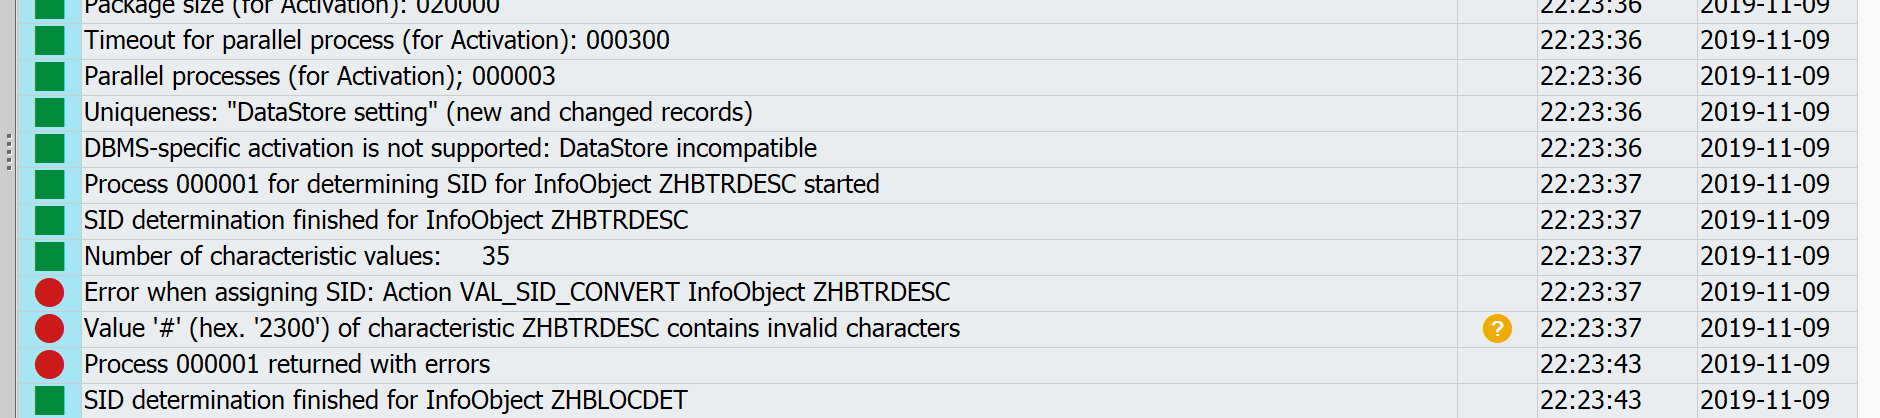 Package size (for Activation): 020000 22:23:36 2019-11-09
Timeout for parallel process (for Activation): 000300 22:23:36 2019-11-09
Parallel processes (for Activation); 000003 22:23:36 2019-11-09
Uniqueness: "DataStore setting" (new and changed records) 22:23:36 2019-11-09
DBMS-specific activation is not supported: DataStore incompatible 22:23:36 2019-11-09
Process 000001 for determining SID for InfoObject ZHBTRDESC started 22:23:37 2019-11-09
SID determination finished for InfoObject ZHBTRDESC 22:23:37 2019-11-09
Number of characteristic values: 35 22:23:37 2019-11-09
Error when assigning SID: Action VAL_SID_CONVERT InfoObject ZHBTRDESC 22:23:37 2019-11-09
Value '#' (hex. '2300') of characteristic ZHBTRDESC contains invalid characters ? 22:23:37 2019-11-09
Process 000001 returned with errors 22:23:43 2019-11-09
SID determination finished for InfoObject ZHBLOCDET 22:23:43 2019-11-09